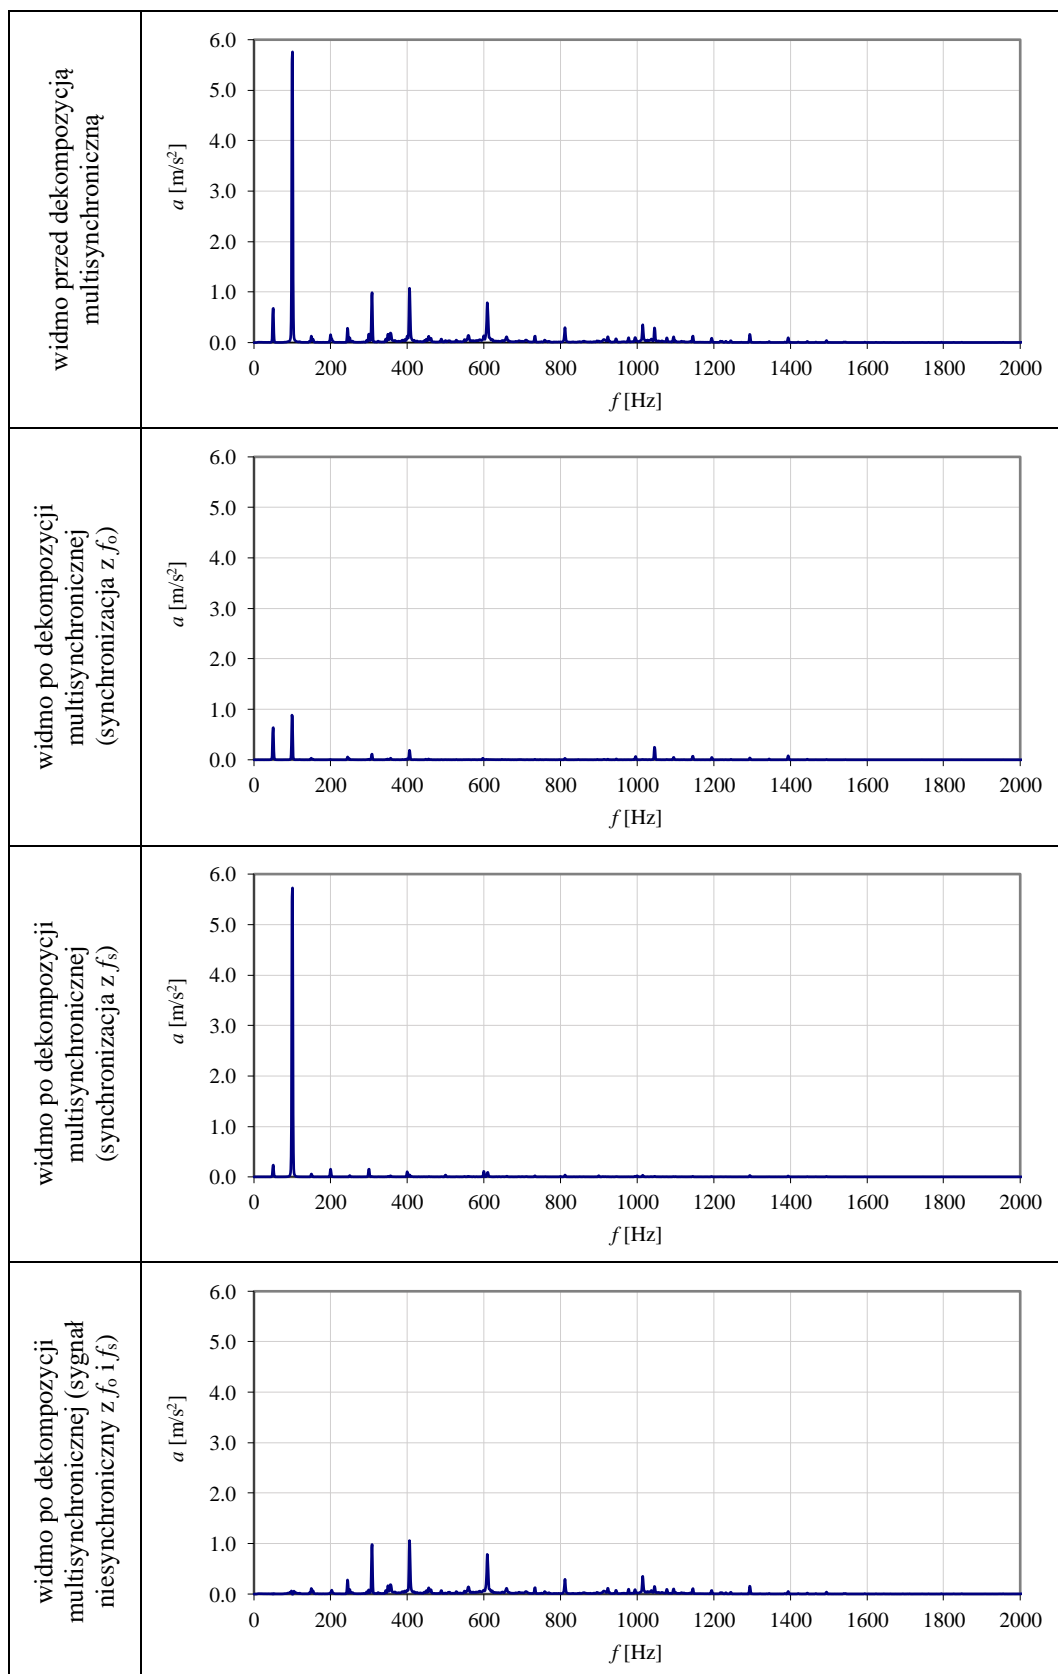 widmo przed dekompozycją
multisynchroniczną
6.0
5.0
4.0
3.0
2.0
1.0
0.0
a [m/s²]
0 200 400 600 800 1000 1200 1400 1600 1800 2000
f [Hz]
widmo po dekompozycji
multisynchronicznej
(synchronizacja z fo)
6.0
5.0
4.0
3.0
2.0
1.0
0.0
a [m/s²]
0 200 400 600 800 1000 1200 1400 1600 1800 2000
f [Hz]
widmo po dekompozycji
multisynchronicznej
(synchronizacja z fs)
6.0
5.0
4.0
3.0
2.0
1.0
0.0
a [m/s²]
0 200 400 600 800 1000 1200 1400 1600 1800 2000
f [Hz]
widmo po dekompozycji
multisynchronicznej (sygnał
niesynchroniczny z fo i fs)
6.0
5.0
4.0
3.0
2.0
1.0
0.0
a [m/s²]
0 200 400 600 800 1000 1200 1400 1600 1800 2000
f [Hz]